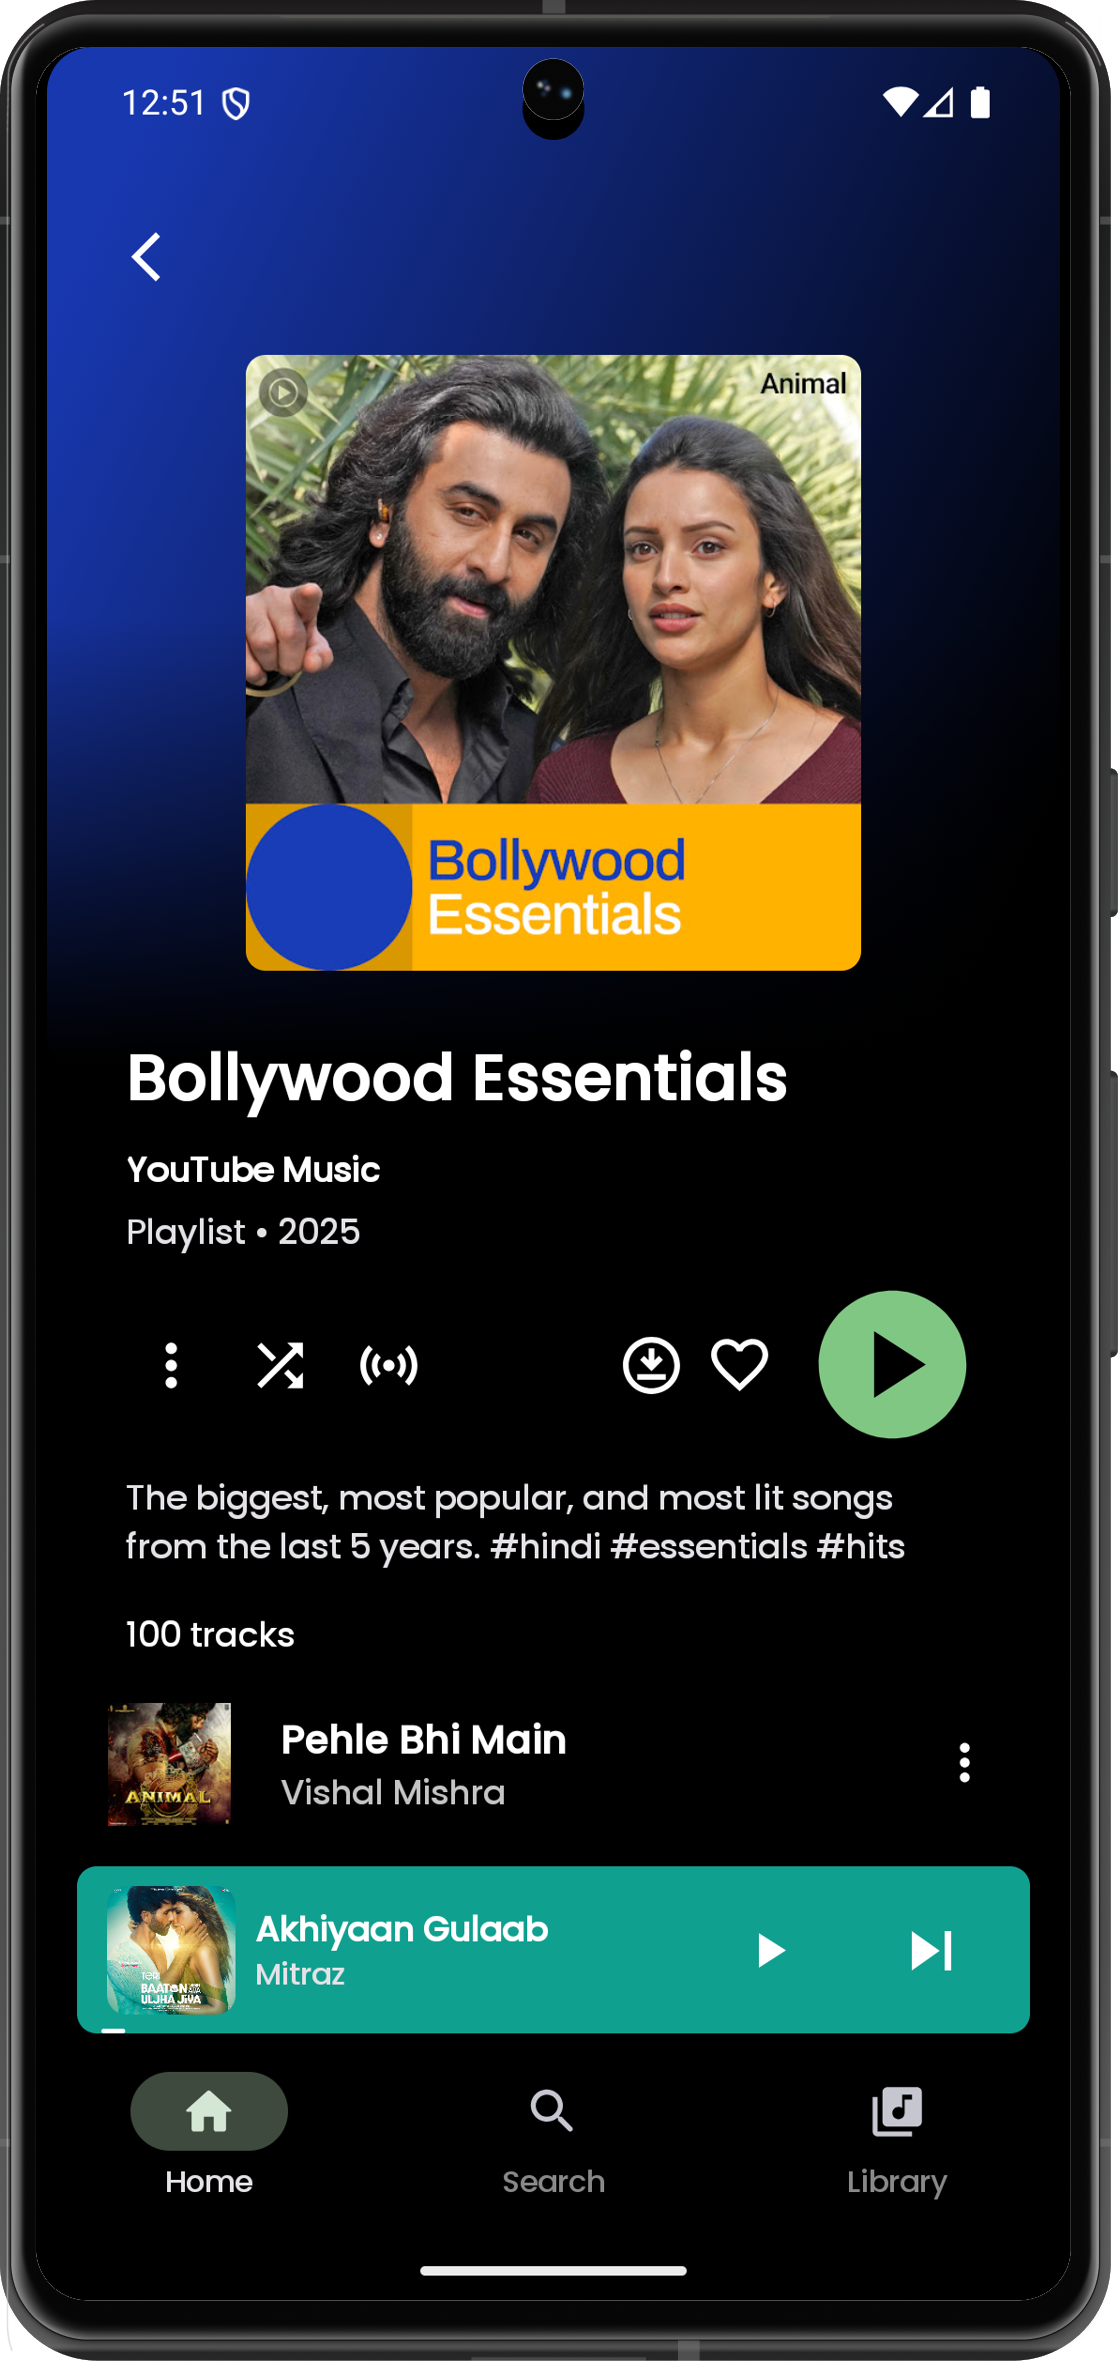 12:51
Animal
Bollywood
Essentials
Bollywood Essentials
YouTube Music
Playlist • 2025
The biggest, most popular, and most lit songs
from the last 5 years. #hindi #essentials #hits
100 tracks
ANIMAL
Pehle Bhi Main
Vishal Mishra
TERI
BAATON
ULJHA JIYA
Akhiyaan Gulaab
Mitraz
Home
Search
Library